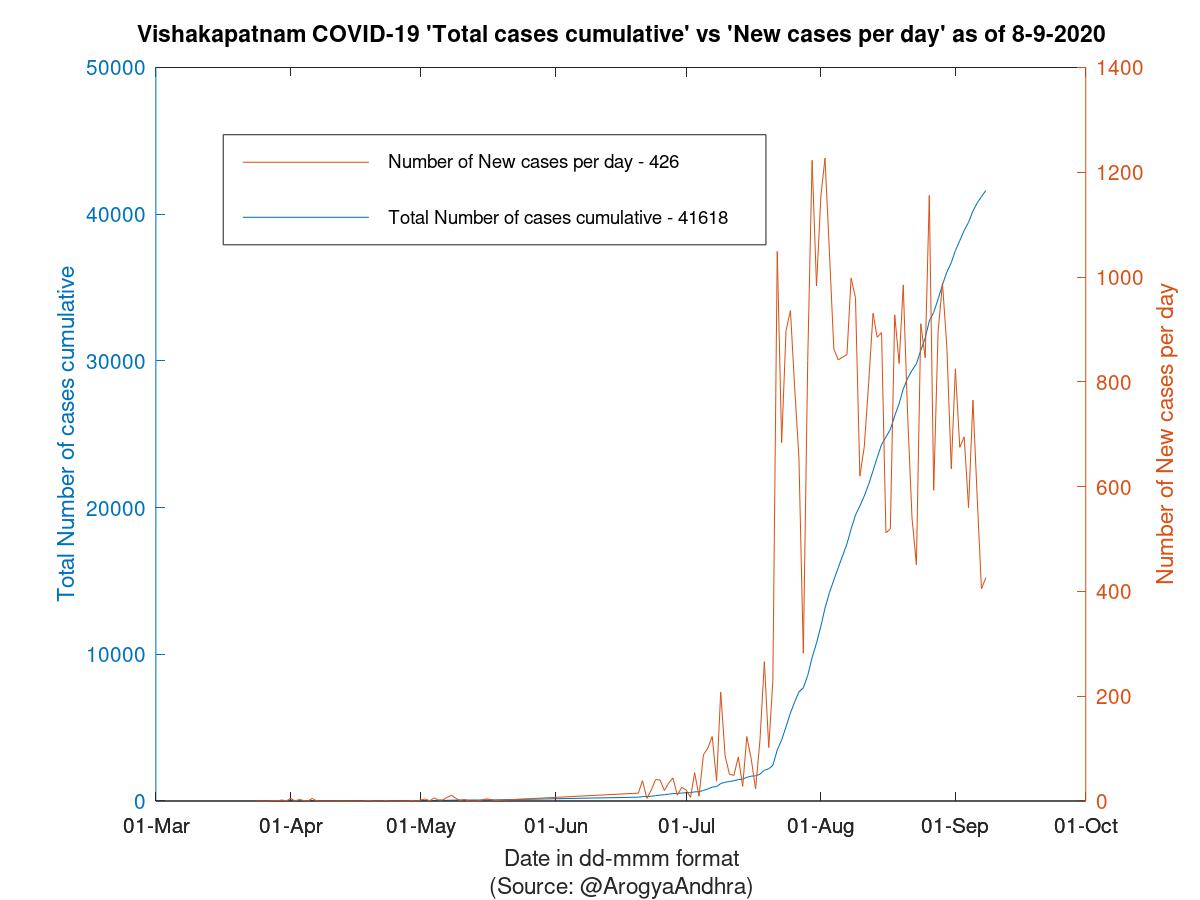 Vishakapatnam COVID-19 'Total cases cumulative' vs 'New cases per day' as of 8-9-2020
50000
40000
30000
20000
10000
0
Total Number of cases cumulative
Number of New cases per day - 426
Total Number of cases cumulative - 41618
1400
1200
1000
800
600
400
200
0
Number of New cases per day
01-Mar 01-Apr 01-May 01-Jun 01-Jul 01-Aug 01-Sep 01-Oct
Date in dd-mmm format
(Source: @ArogyaAndhra)